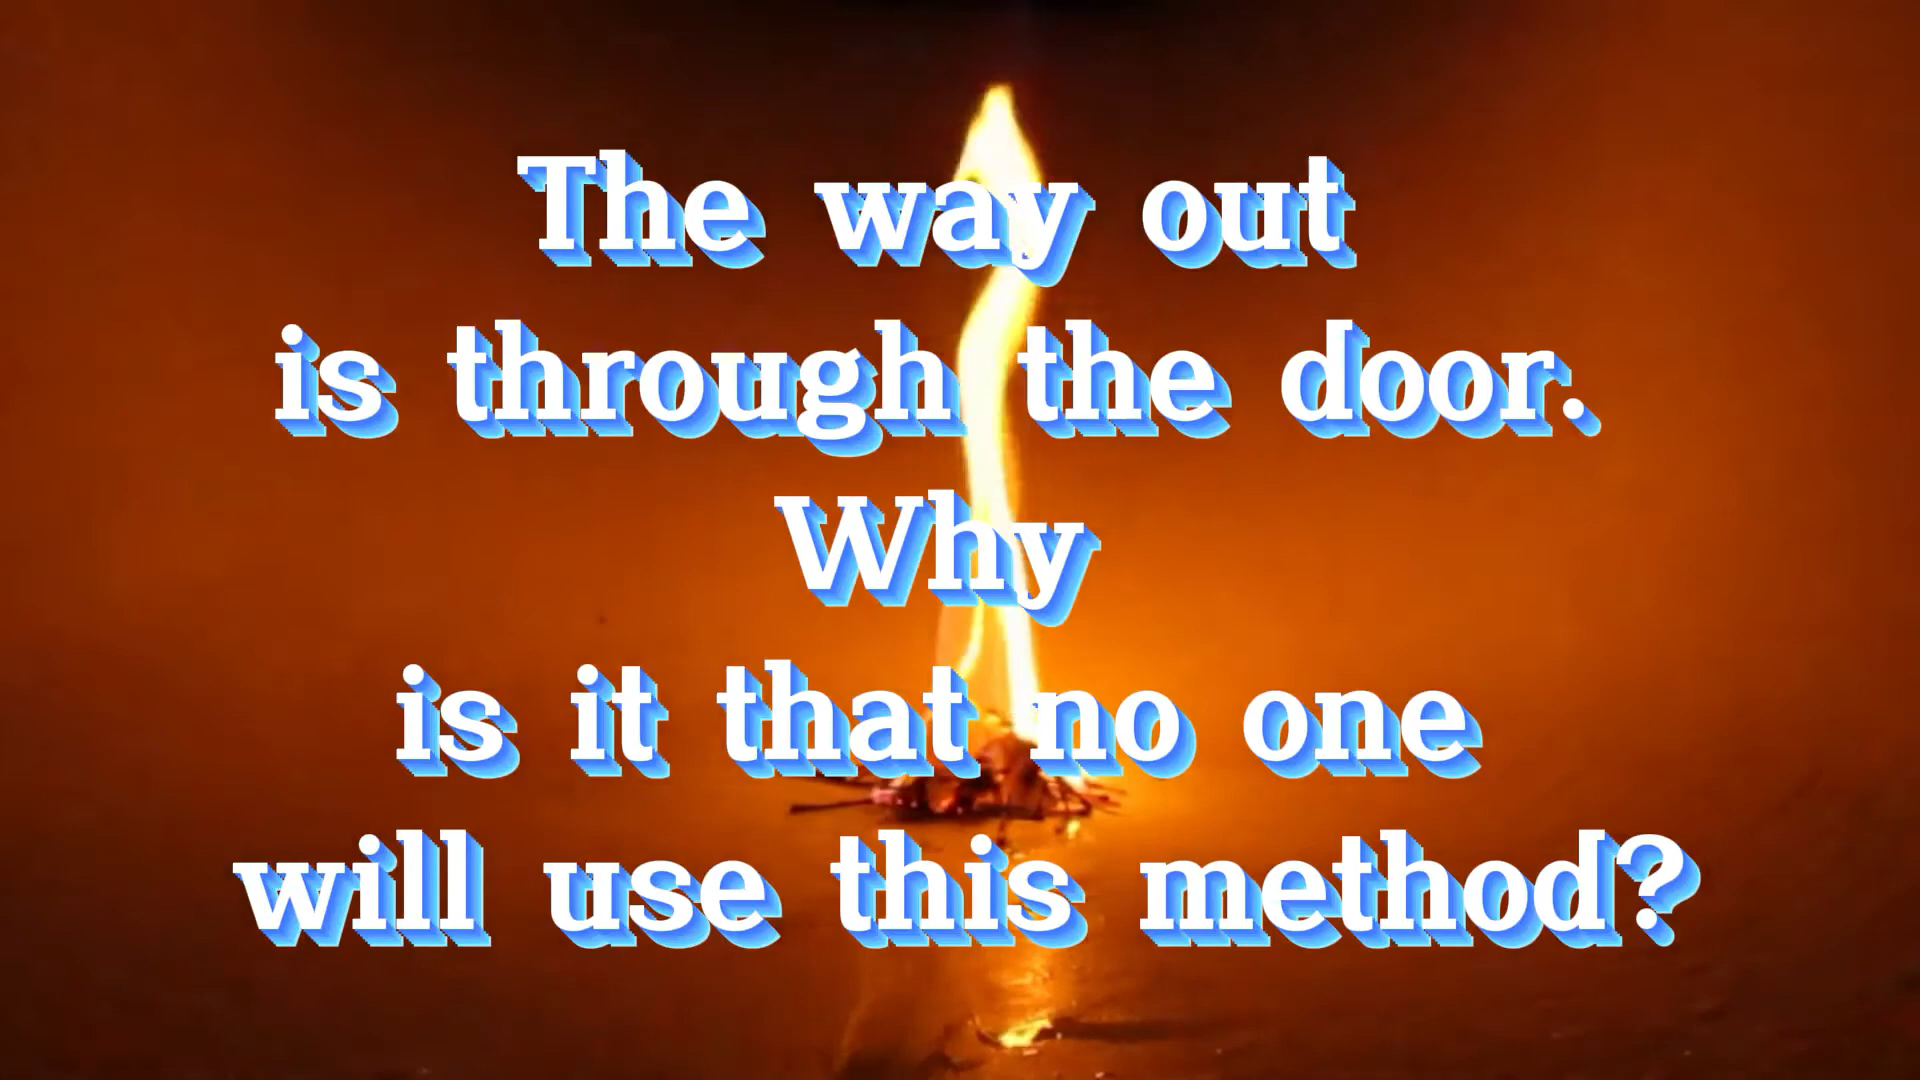 The way out
is through the door.
Why
is it that no one
will use this method?